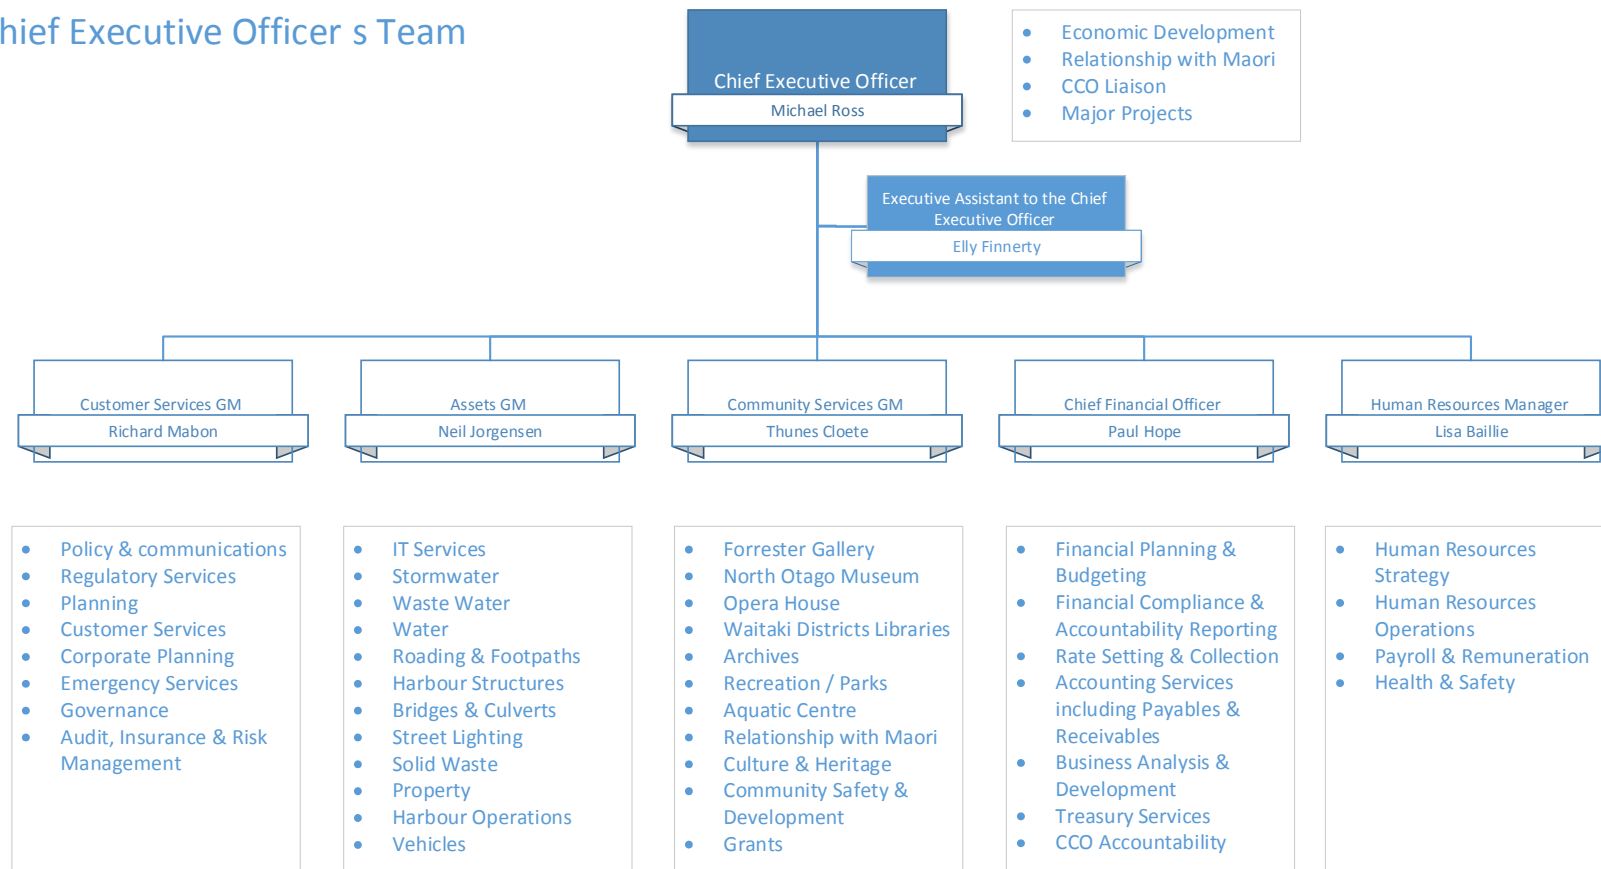 hief Executive Officer s Team
Chief Executive Officer
Michael Ross
• Economic Development
• Relationship with Maori
• CCO Liaison
• Major Projects
Executive Assistant to the Chief
Executive Officer
Elly Finnerty
Customer Services GM
Richard Mabon
Assets GM
Neil Jorgensen
Community Services GM
Thunes Cloete
Chief Financial Officer
Paul Hope
Human Resources Manager
Lisa Baillie
• Policy & communications
• Regulatory Services
• Planning
• Customer Services
• Corporate Planning
• Emergency Services
• Governance
• Audit, Insurance & Risk
Management
• IT Services
• Stormwater
• Waste Water
• Water
• Roading & Footpaths
• Harbour Structures
• Bridges & Culverts
• Street Lighting
• Solid Waste
• Property
• Harbour Operations
• Vehicles
• Forrester Gallery
• North Otago Museum
• Opera House
• Waitaki Districts Libraries
• Archives
• Recreation / Parks
• Aquatic Centre
• Relationship with Maori
• Culture & Heritage
• Community Safety &
Development
• Grants
• Financial Planning &
Budgeting
• Financial Compliance &
Accountability Reporting
• Rate Setting & Collection
• Accounting Services
including Payables &
Receivables
• Business Analysis &
Development
• Treasury Services
• CCO Accountability
• Human Resources
Strategy
• Human Resources
Operations
• Payroll & Remuneration
• Health & Safety